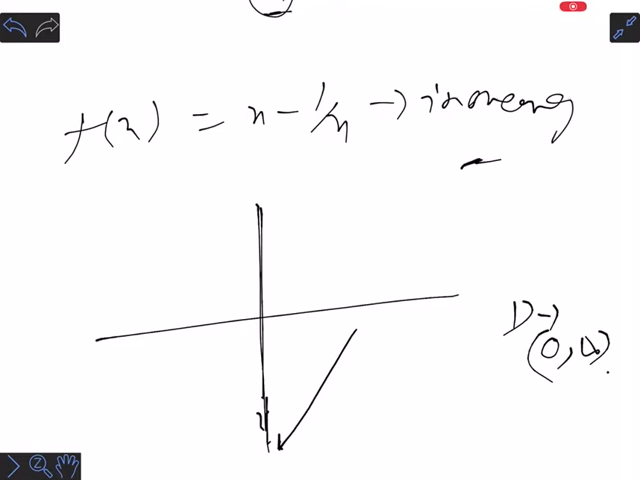 f(x) = x - 1/x → increasing
D →
(0, ∞)